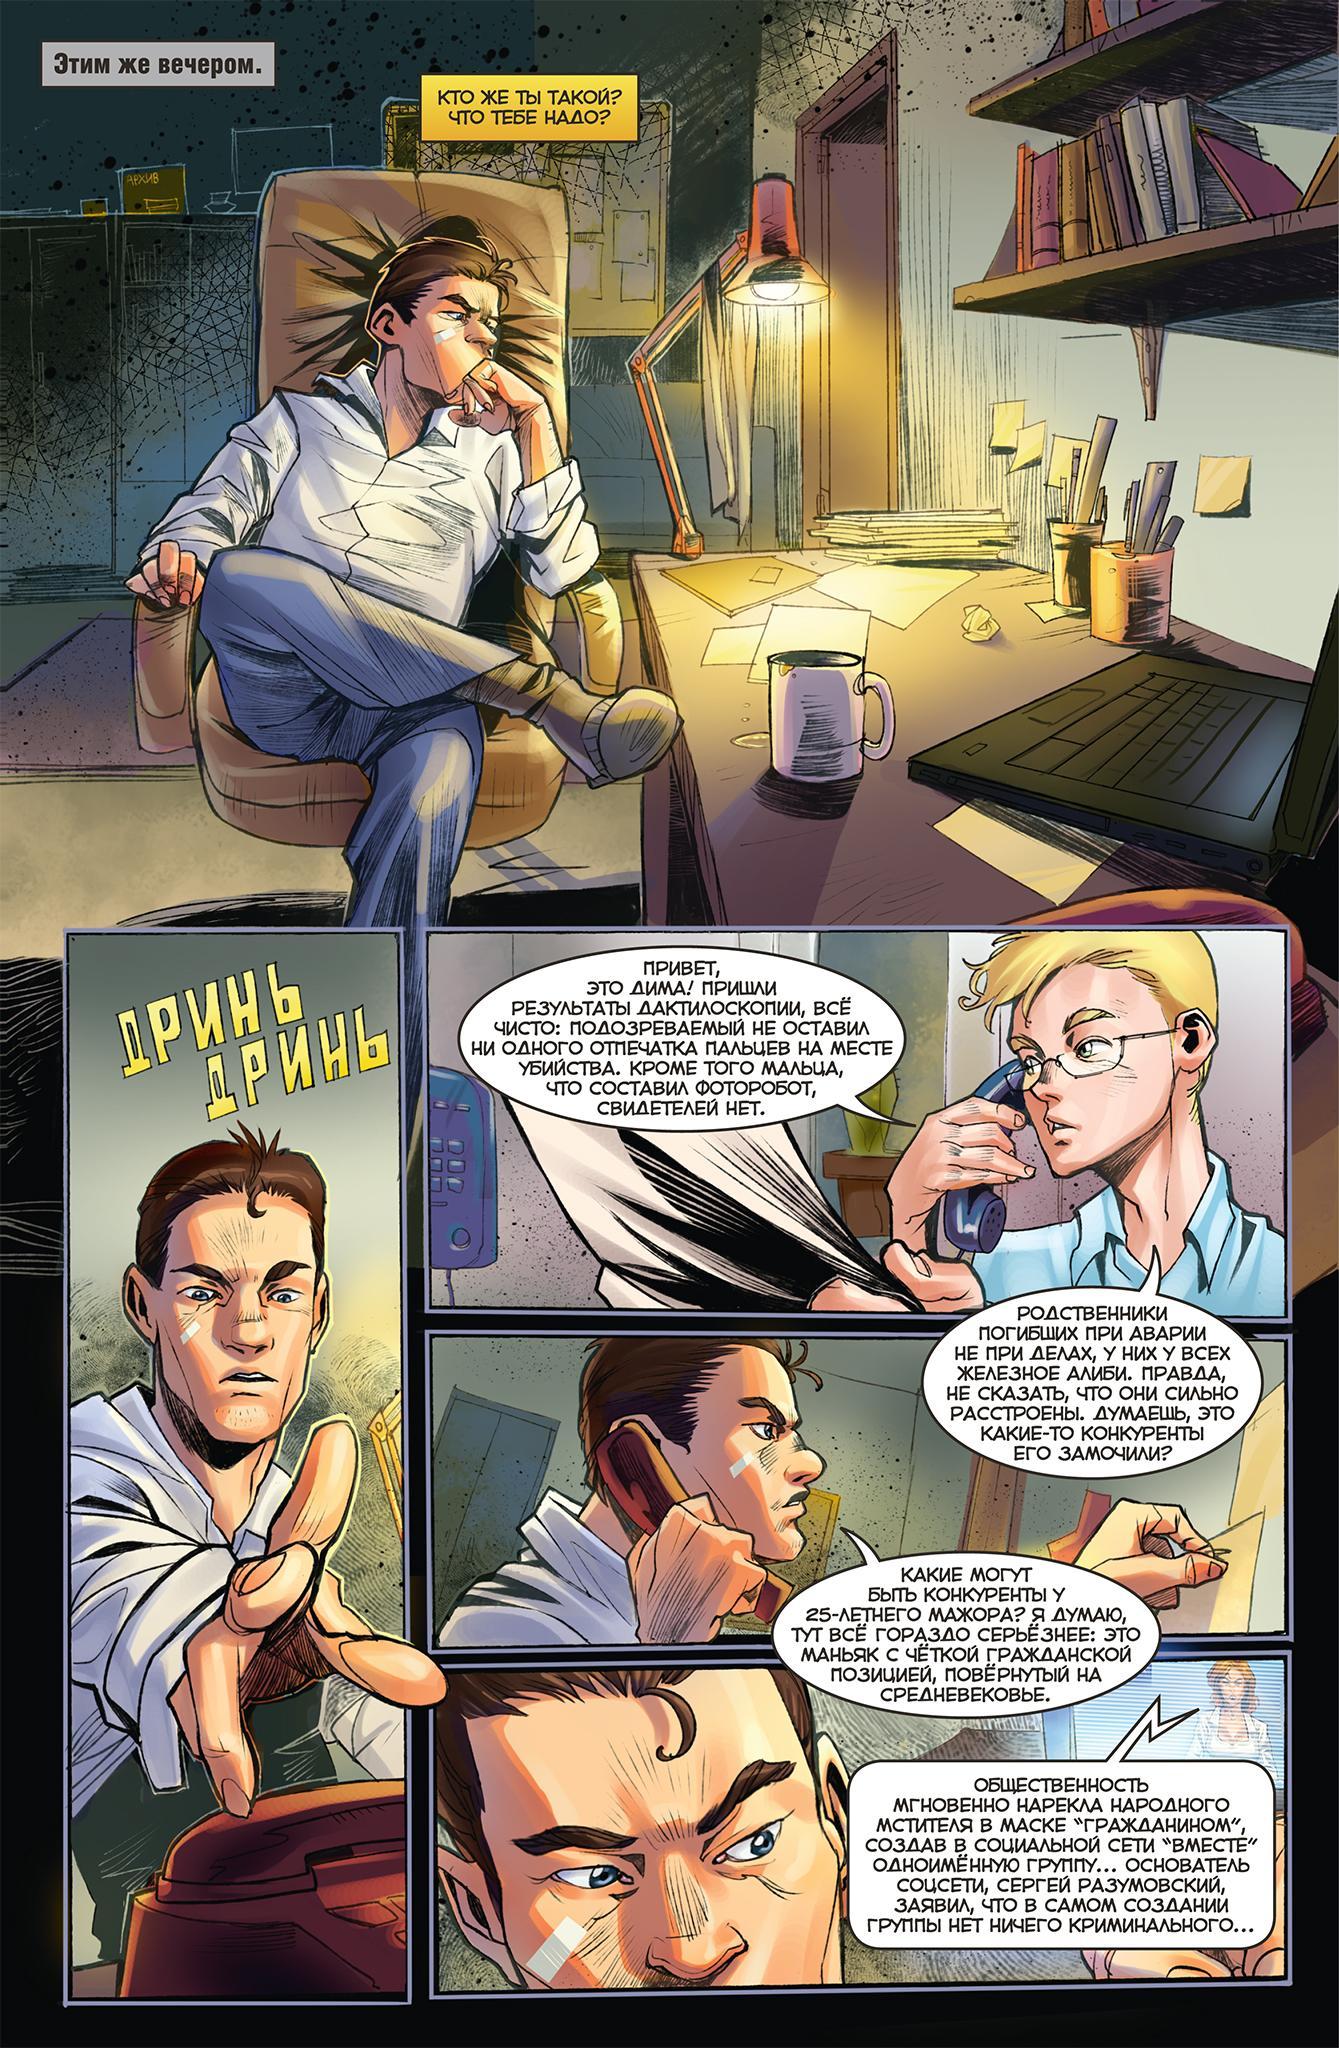 Этим же вечером.
КТО ЖЕ ТЫ ТАКОЙ?
ЧТО ТЕБЕ НАДО?
АРХИВ
ДРИНЬ
ДРИНЬ
ПРИВЕТ,
ЭТО ДИМА! ПРИШЛИ
РЕЗУЛЬТАТЫ ДАКТИЛОСКОПИИ, ВСЁ
ЧИСТО: ПОДОЗРЕВАЕМЫЙ НЕ ОСТАВИЛ
НИ ОДНОГО ОТПЕЧАТКА ПАЛЬЦЕВ НА МЕСТЕ
УБИЙСТВА. КРОМЕ ТОГО МАЛЬЦА,
ЧТО СОСТАВИЛ ФОТОРОБОТ,
СВИДЕТЕЛЕЙ НЕТ.
РОДСТВЕННИКИ
ПОГИБШИХ ПРИ АВАРИИ
НЕ ПРИ ДЕЛАХ, У НИХ У ВСЕХ
ЖЕЛЕЗНОЕ АЛИБИ. ПРАВДА,
НЕ СКАЗАТЬ, ЧТО ОНИ СИЛЬНО
РАССТРОЕНЫ. ДУМАЕШЬ, ЭТО
КАКИЕ-ТО КОНКУРЕНТЫ
ЕГО ЗАМОЧИЛИ?
КАКИЕ МОГУТ
БЫТЬ КОНКУРЕНТЫ У
25-ЛЕТНЕГО МАЖОРА? Я ДУМАЮ,
ТУТ ВСЁ ГОРАЗДО СЕРЬЁЗНЕЕ: ЭТО
МАНЬЯК С ЧЁТКОЙ ГРАЖДАНСКОЙ
ПОЗИЦИЕЙ, ПОВЁРНУТЫЙ НА
СРЕДНЕВЕКОВЬЕ.
ОБЩЕСТВЕННОСТЬ
МГНОВЕННО НАРЕКЛА НАРОДНОГО
МСТИТЕЛЯ В МАСКЕ "ГРАЖДАНИНОМ",
СОЗДАВ В СОЦИАЛЬНОЙ СЕТИ "ВМЕСТЕ"
ОДНОИМЁННУЮ ГРУППУ... ОСНОВАТЕЛЬ
СОЦСЕТИ, СЕРГЕЙ РАЗУМОВСКИЙ,
ЗАЯВИЛ, ЧТО В САМОМ СОЗДАНИИ
ГРУППЫ НЕТ НИЧЕГО КРИМИНАЛЬНОГО...